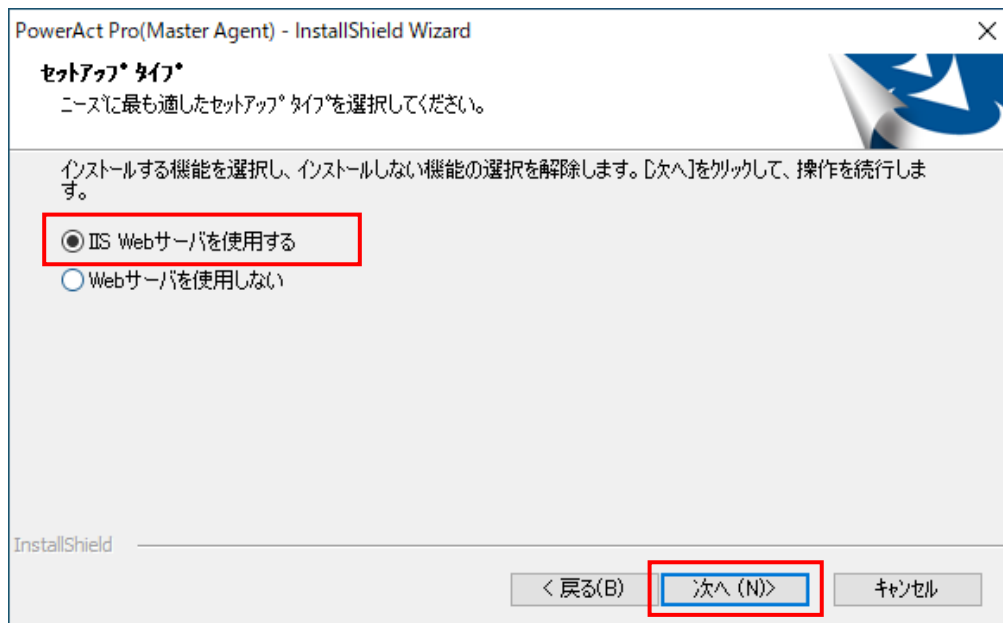 PowerAct Pro(Master Agent) - InstallShield Wizard
セットアップ タイプ
ニーズに最も適したセットアップ タイプを選択してください。
インストールする機能を選択し、インストールしない機能の選択を解除します。[次へ]をクリックして、操作を続行しま
す。
IIS Webサーバを使用する
Webサーバを使用しない
InstallShield
< 戻る(B)
次へ (N)>
キャンセル